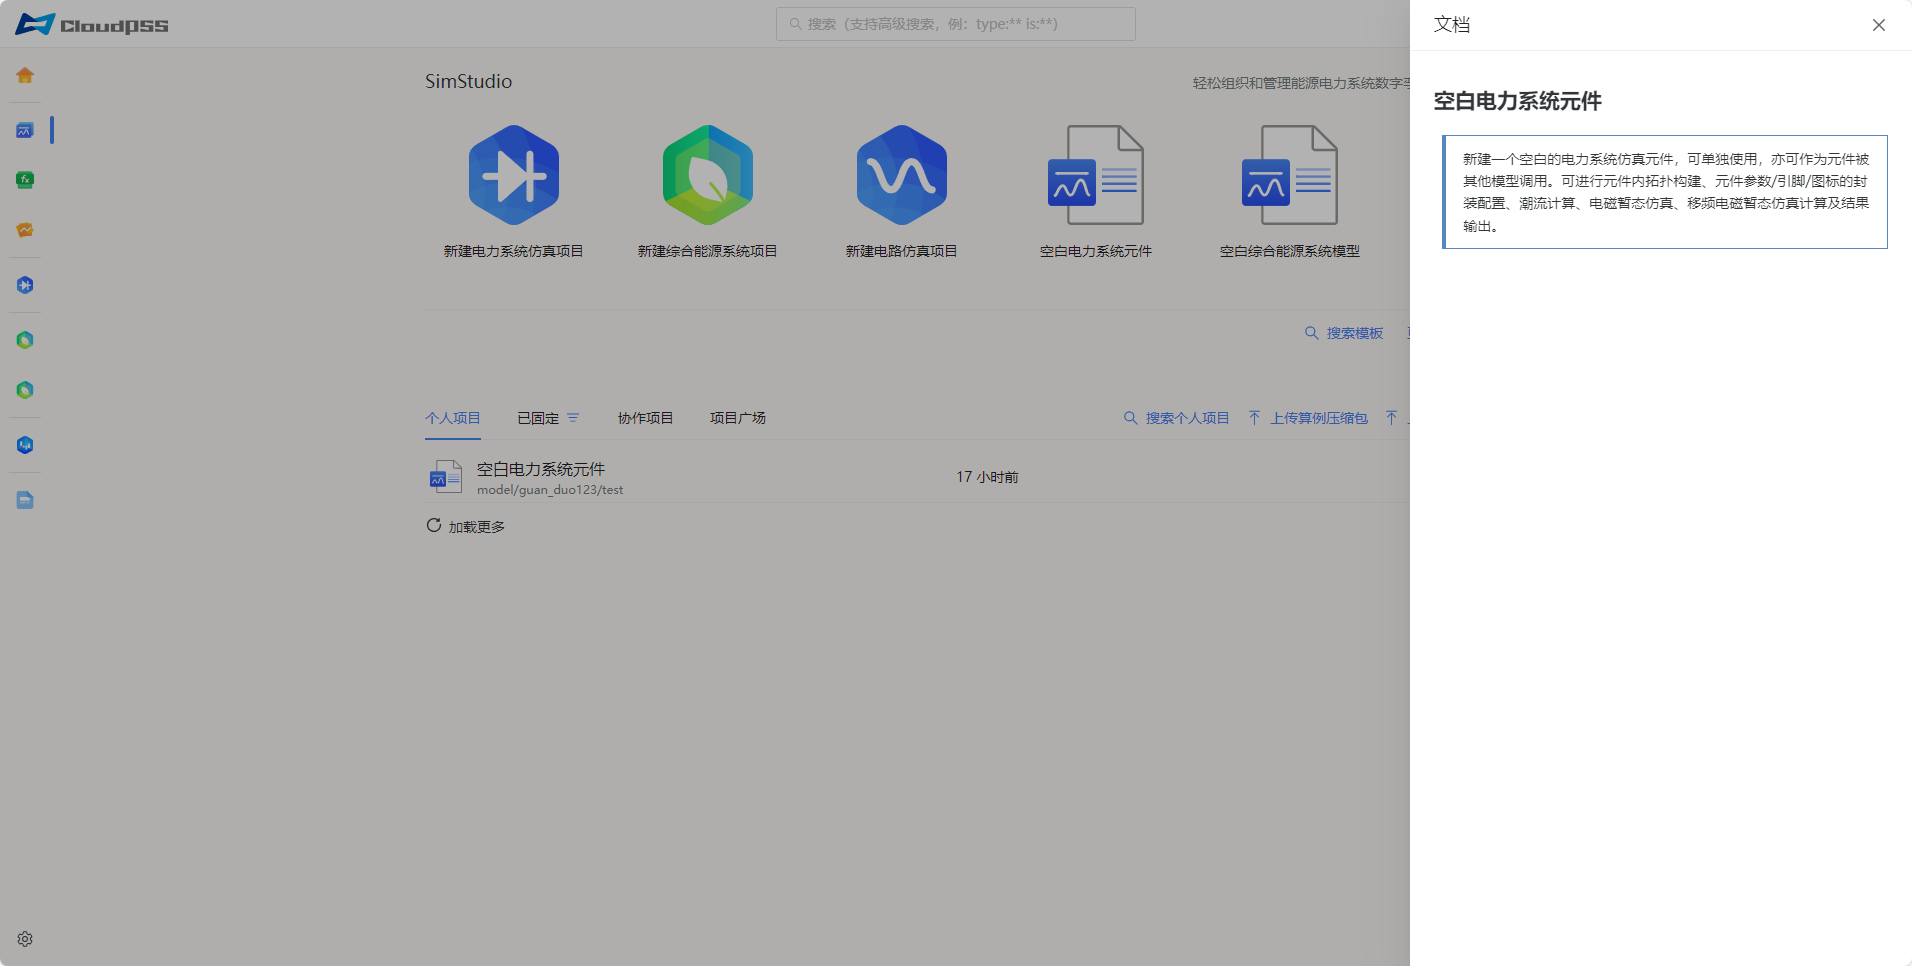 CloudPSS
搜索（支持高级搜索，例：type:** is:**)
文档
SimStudio
轻松组织和管理能源电力系统数字
空白电力系统元件
新建一个空白的电力系统仿真元件，可单独使用，亦可作为元件被
其他模型调用。可进行元件内拓扑构建、元件参数/引脚/图标的封
装配置、潮流计算、电磁暂态仿真、移频电磁暂态仿真计算及结果
输出。
新建电力系统仿真项目
新建综合能源系统项目
新建电路仿真项目
空白电力系统元件
空白综合能源系统模型
搜索模板
个人项目
已固定
协作项目
项目广场
搜索个人项目
上传算例压缩包
空白电力系统元件
model/guan_duo123/test
17 小时前
加载更多